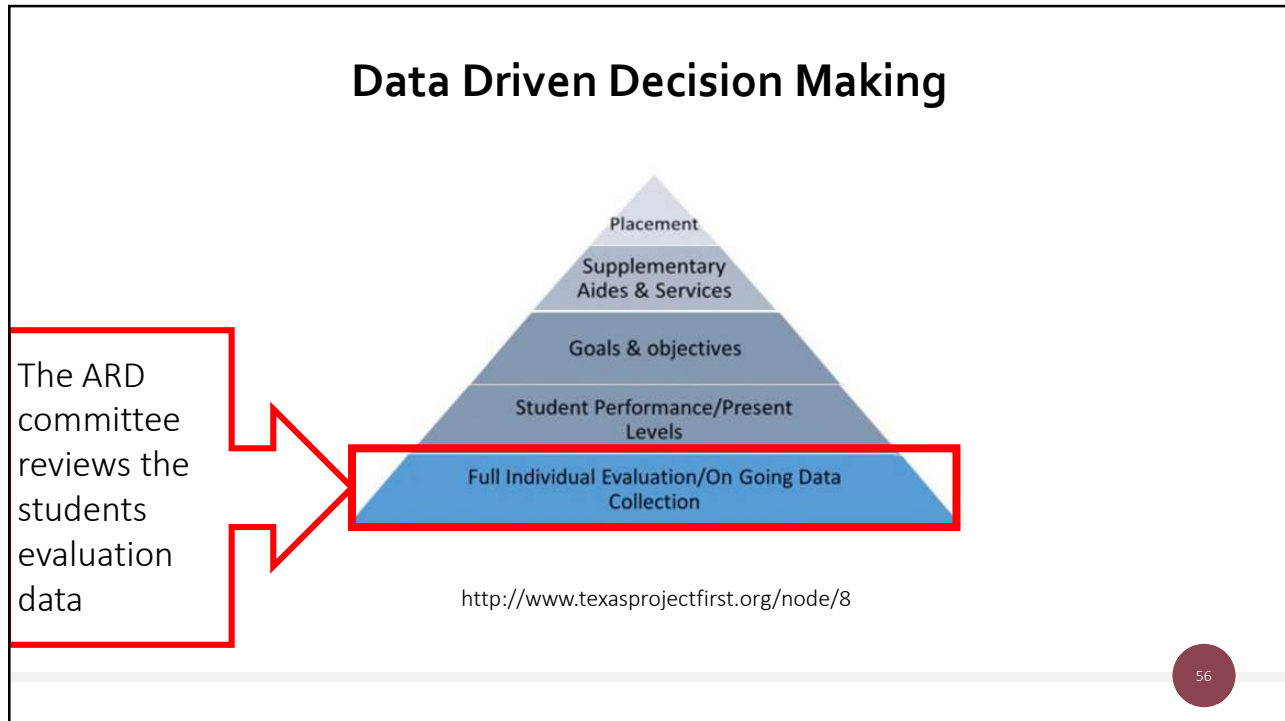 Data Driven Decision Making
Placement
Supplementary
Aides & Services
Goals & objectives
Student Performance/Present
Levels
Full Individual Evaluation/On Going Data
Collection
The ARD
committee
reviews the
students
evaluation
data
http://www.texasprojectfirst.org/node/8
56